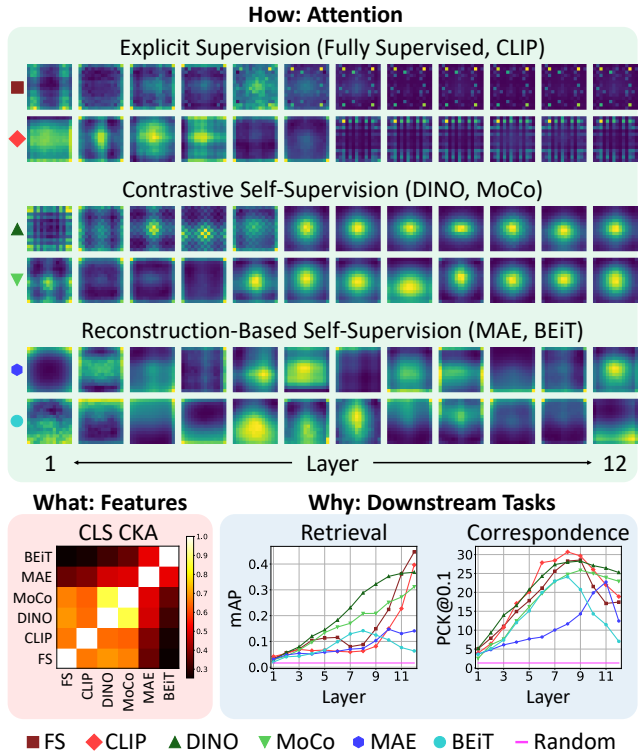 How: Attention
Explicit Supervision (Fully Supervised, CLIP)
Contrastive Self-Supervision (DINO, MoCo)
Reconstruction-Based Self-Supervision (MAE, BEiT)
1 Layer 12
What: Features
CLS CKA
BEiT
MAE
MoCo
DINO
CLIP
FS
FS CLIP DINO MoCo MAE BEiT
1.0
0.9
0.8
0.7
0.6
0.5
0.4
0.3
Why: Downstream Tasks
Retrieval
mAP
0.4
0.3
0.2
0.1
0.0
1 3 5 7 9 11
Layer
Correspondence
PCK@0.1
30
25
20
15
10
5
0
1 3 5 7 9 11
Layer
FS CLIP DINO MoCo MAE BEiT Random